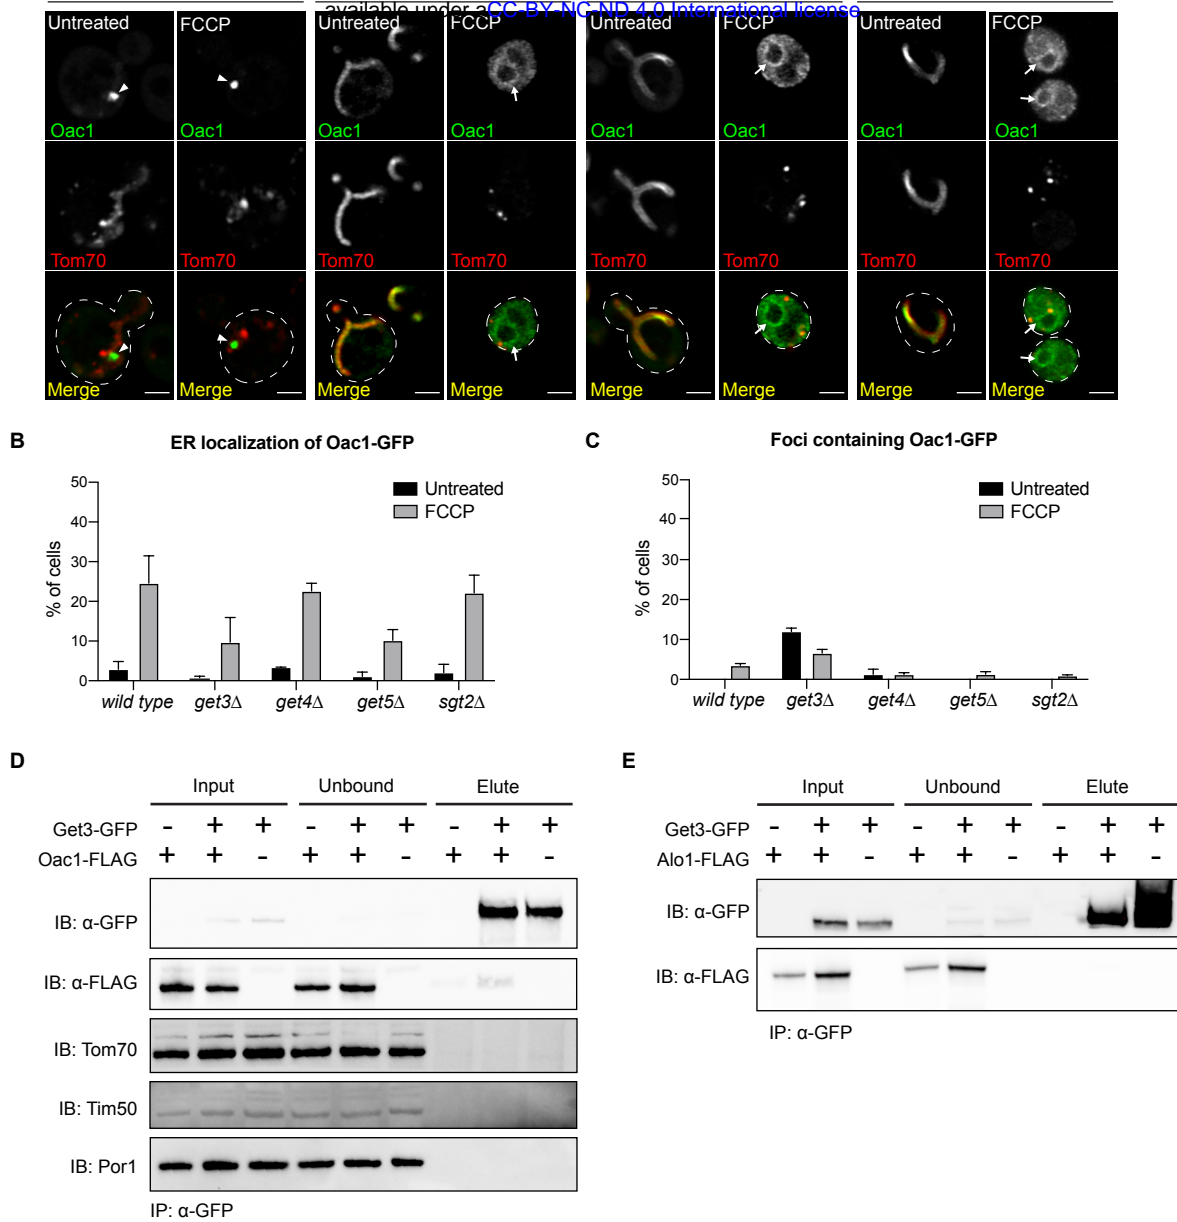 available under aCC-BY-NC-ND 4.0 International license
Untreated FCCP Untreated FCCP Untreated FCCP Untreated FCCP
Oac1 Oac1 Oac1 Oac1 Oac1 Oac1 Oac1 Oac1
Tom70 Tom70 Tom70 Tom70 Tom70 Tom70 Tom70 Tom70
Merge Merge Merge Merge Merge Merge Merge Merge
B
ER localization of Oac1-GFP
% of cells
50
40
30
20
10
0
Untreated
FCCP
wild type get3Δ get4Δ get5Δ sgt2Δ
C
Foci containing Oac1-GFP
% of cells
50
40
30
20
10
0
Untreated
FCCP
wild type get3Δ get4Δ get5Δ sgt2Δ
D
Input Unbound Elute
Get3-GFP - + + - + + - + +
Oac1-FLAG + + - + + - + + -
IB: α-GFP
IB: α-FLAG
IB: Tom70
IB: Tim50
IB: Por1
IP: α-GFP
E
Input Unbound Elute
Get3-GFP - + + - + + - + +
Alo1-FLAG + + - + + - + + -
IB: α-GFP
IB: α-FLAG
IP: α-GFP